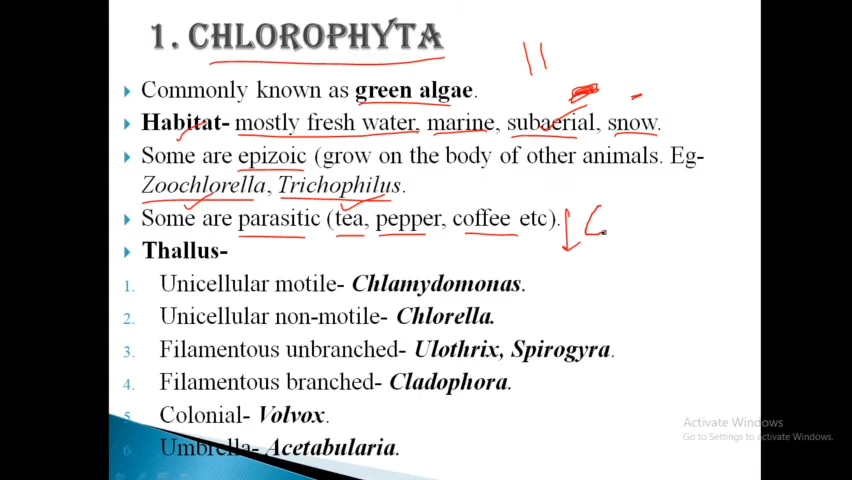 1. CHLOROPHYTA
Commonly known as green algae.
Habitat- mostly fresh water, marine, subaerial, snow.
Some are epizoic (grow on the body of other animals. Eg-
Zoochlorella, Trichophilus.
Some are parasitic (tea, pepper, coffee etc).
Thallus-
1. Unicellular motile- Chlamydomonas.
2. Unicellular non-motile- Chlorella.
3. Filamentous unbranched- Ulothrix, Spirogyra.
4. Filamentous branched- Cladophora.
5. Colonial- Volvox.
6. Umbrella- Acetabularia.
Activate Windows
Go to Settings to Activate Windows.